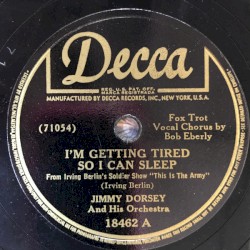 Decca
REG. U.S. PAT. OFF.
MARCA REGISTRADA
MANUFACTURED BY DECCA RECORDS, INC., NEW YORK, U.S.A.
(71054)
Fox Trot
Vocal Chorus by
Bob Eberly
I'M GETTING TIRED
SO I CAN SLEEP
From Irving Berlin's Soldier Show "This Is the Army"
(Irving Berlin)
JIMMY DORSEY
And His Orchestra
18462 A